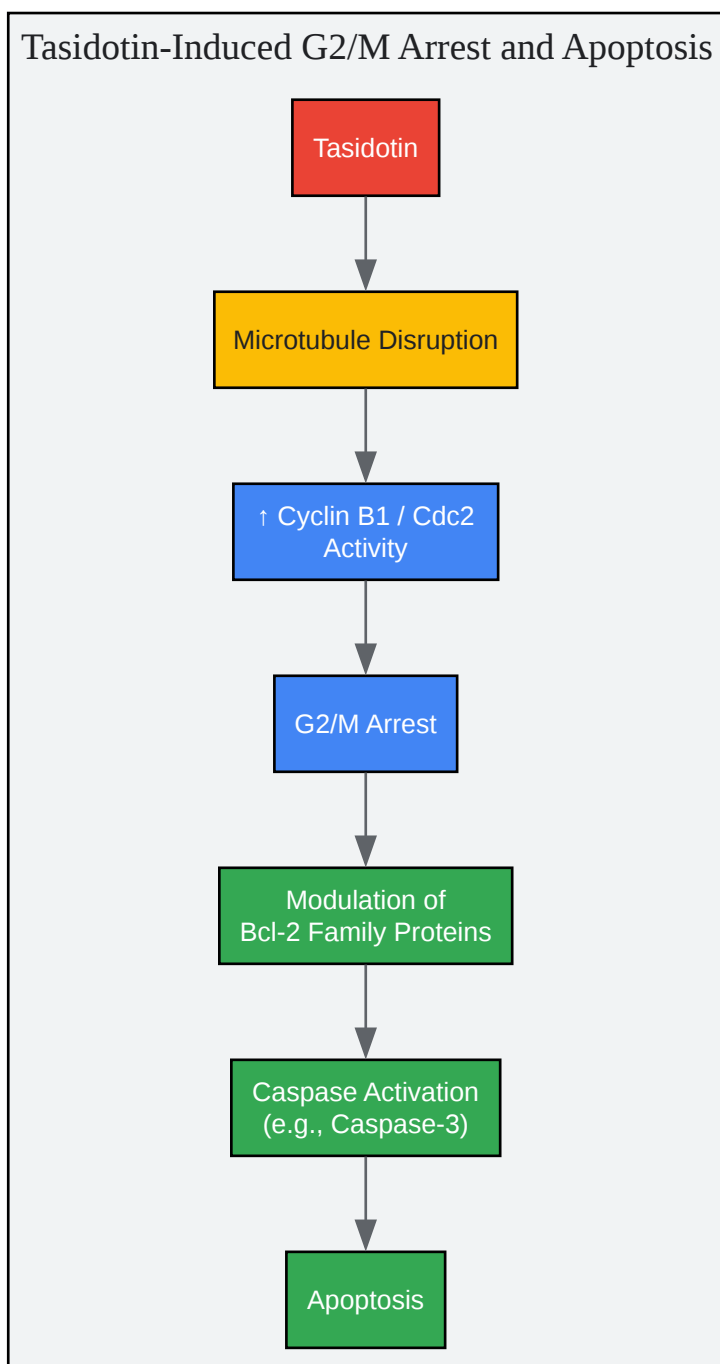 Tasidotin-Induced G2/M Arrest and Apoptosis
Tasidotin
Microtubule Disruption
↑ Cyclin B1 / Cdc2
Activity
G2/M Arrest
Modulation of
Bcl-2 Family Proteins
Caspase Activation
(e.g., Caspase-3)
Apoptosis